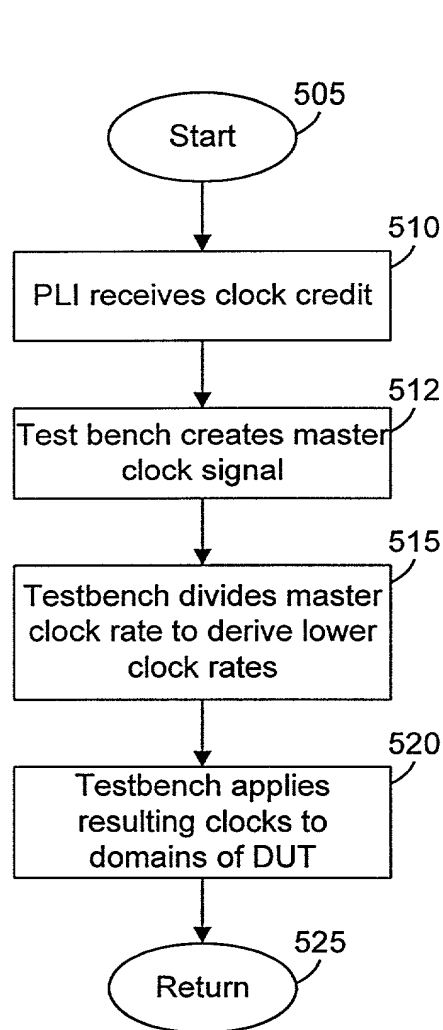 505
Start
510
PLI receives clock credit
512
Test bench creates master
clock signal
515
Testbench divides master
clock rate to derive lower
clock rates
520
Testbench applies
resulting clocks to
domains of DUT
525
Return